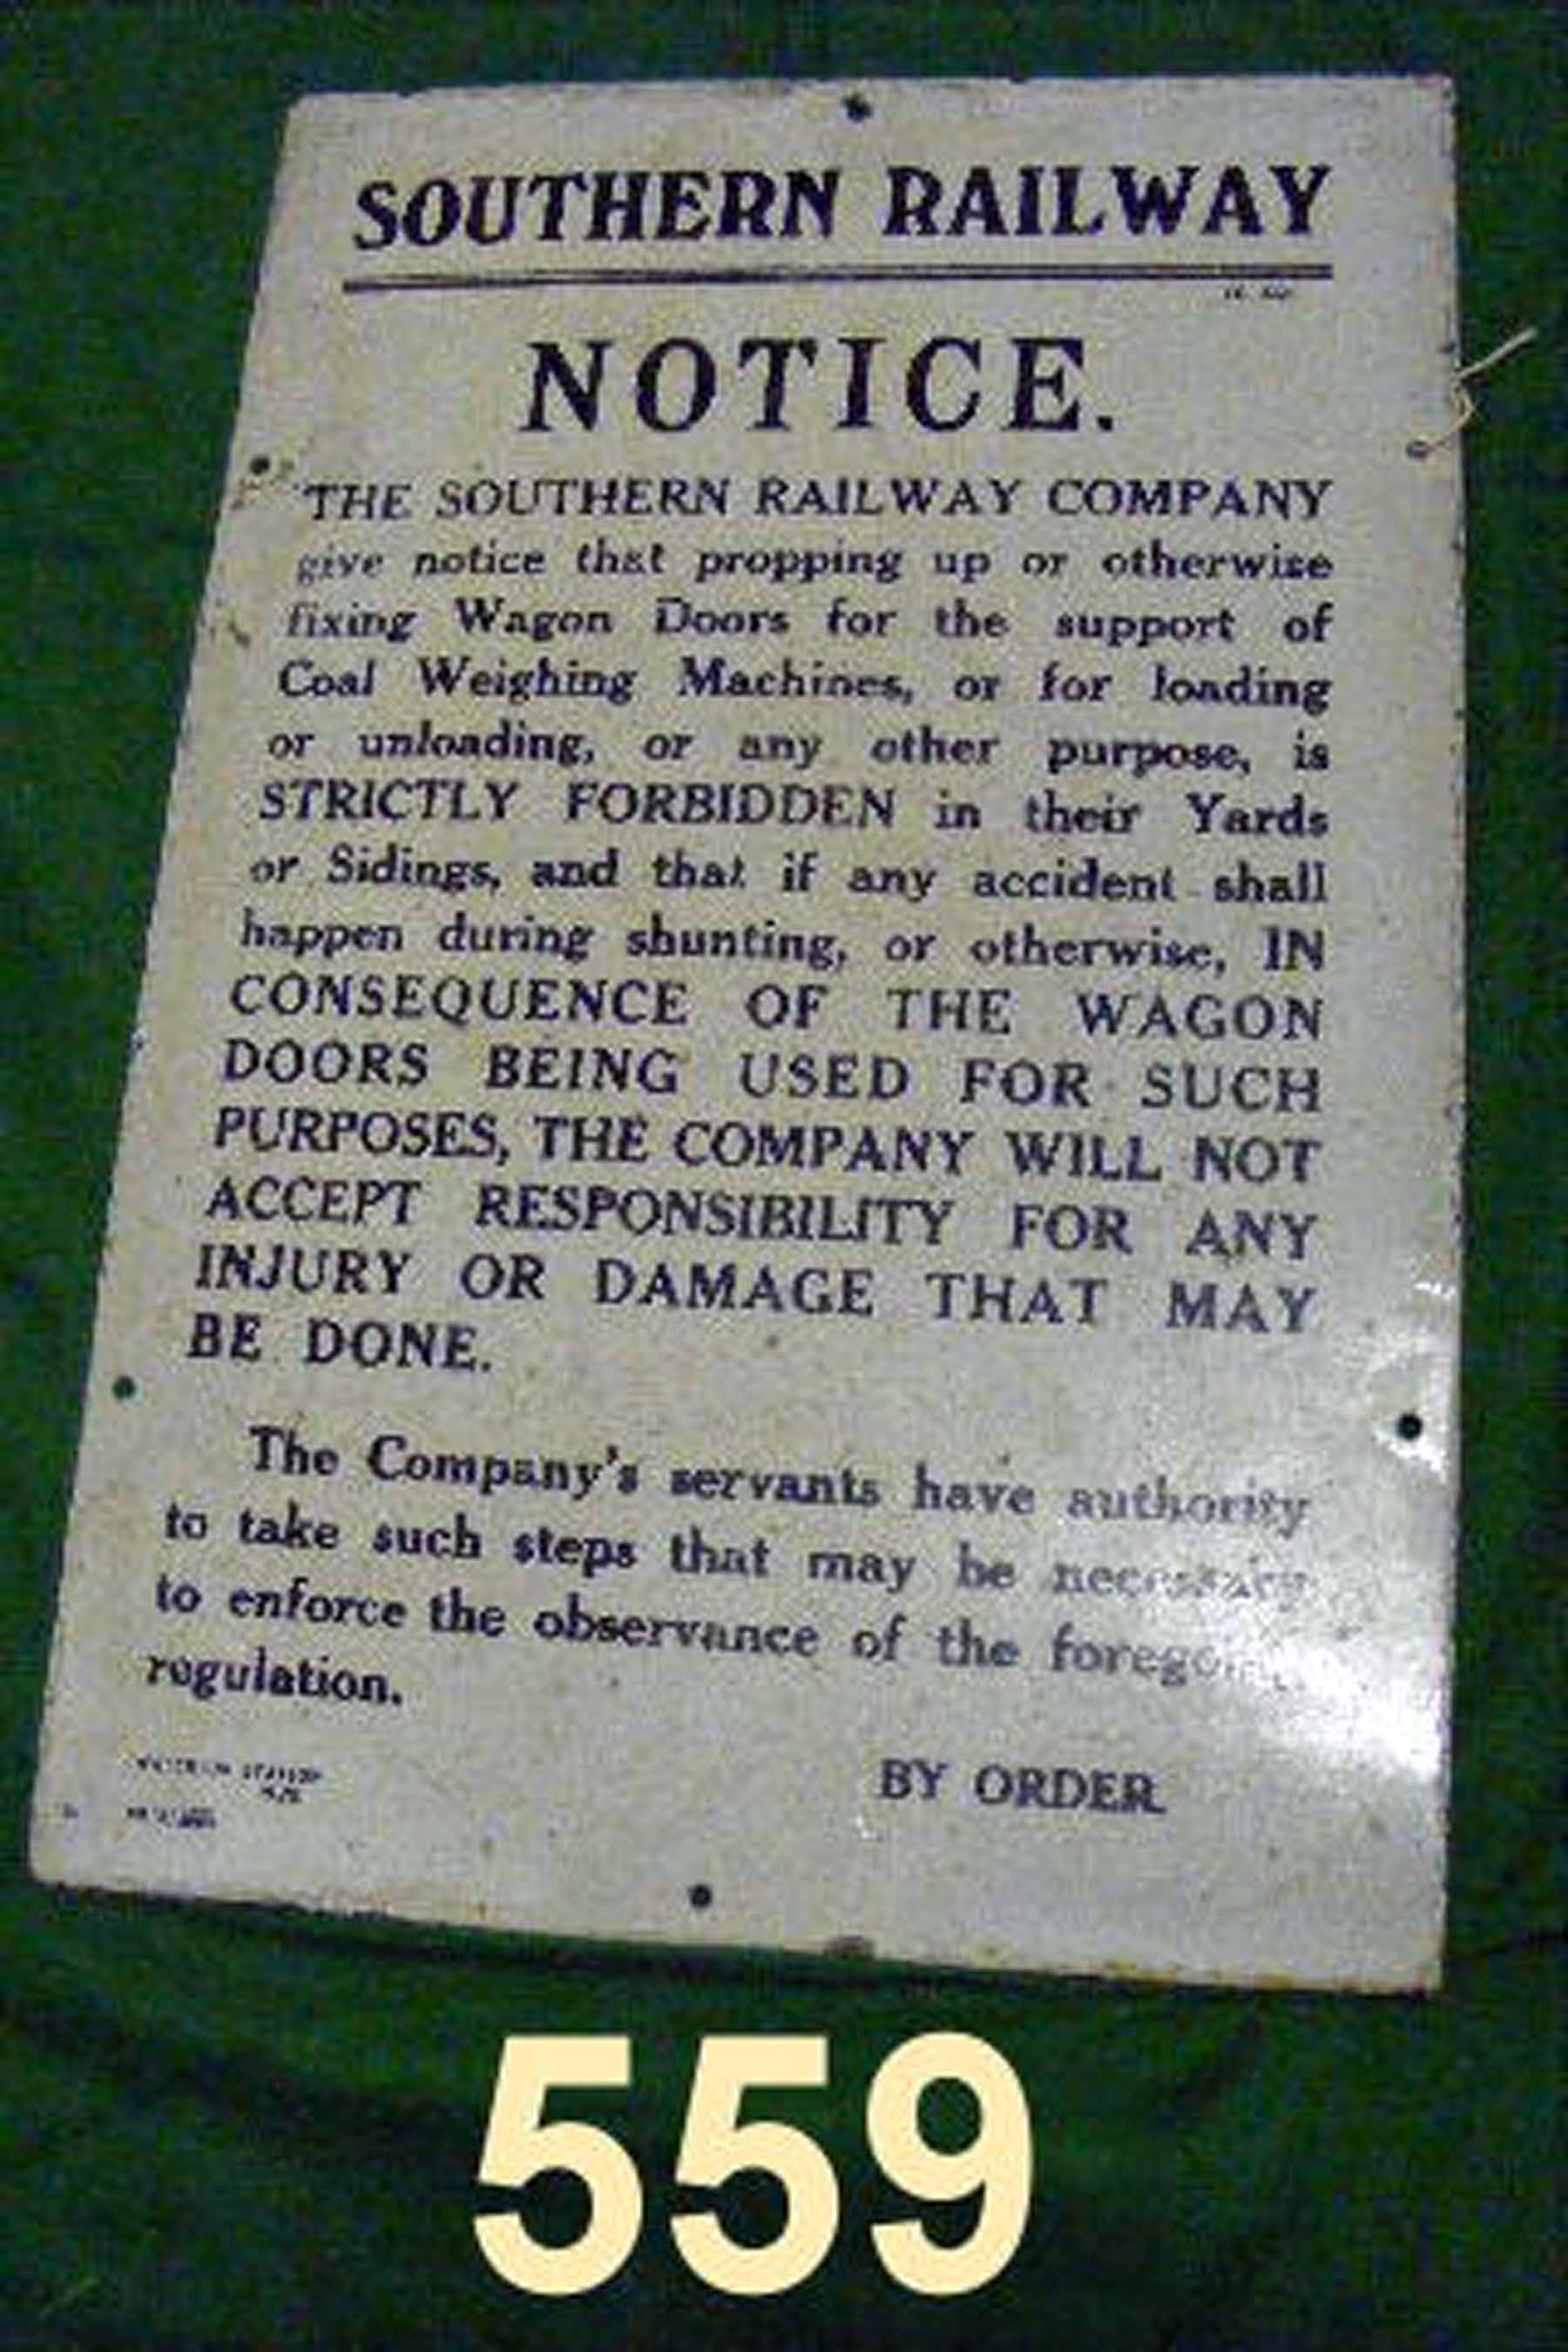 SOUTHERN RAILWAY
NOTICE.
THE SOUTHERN RAILWAY COMPANY
give notice that propping up or otherwise
fixing Wagon Doors for the support of
Coal Weighing Machines, or for loading
or unloading, or any other purpose, is
STRICTLY FORBIDDEN in their Yards
or Sidings, and that if any accident shall
happen during shunting, or otherwise, IN
CONSEQUENCE OF THE WAGON
DOORS BEING USED FOR SUCH
PURPOSES, THE COMPANY WILL NOT
ACCEPT RESPONSIBILITY FOR ANY
INJURY OR DAMAGE THAT MAY
BE DONE.
The Company's servants have authority
to take such steps that may be necessary
to enforce the observance of the foregoing
regulation.
BY ORDER.
559